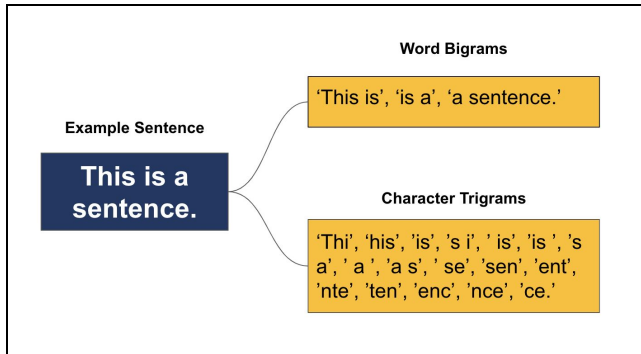 Word Bigrams
‘This is’, ‘is a’, ‘a sentence.’
Example Sentence
This is a
sentence.
Character Trigrams
‘Thi’, ‘his’, ’is’, ’s i’, ’ is’, ’is ’, ’s
a’, ’ a ’, ’a s’, ’ se’, ’sen’, ’ent’,
’nte’, ’ten’, ’enc’, ’nce’, ’ce.’